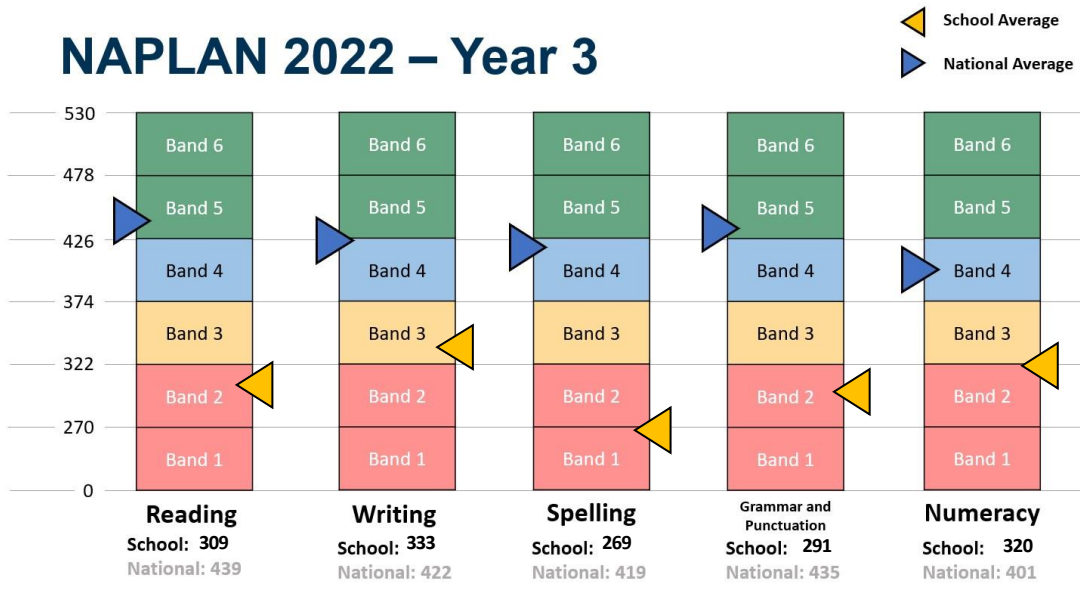 School Average
NAPLAN 2022 – Year 3
National Average
530
478
426
374
322
270
0
Band 6
Band 5
Band 4
Band 3
Band 2
Band 1
Band 6
Band 5
Band 4
Band 3
Band 2
Band 1
Band 6
Band 5
Band 4
Band 3
Band 2
Band 1
Band 6
Band 5
Band 4
Band 3
Band 2
Band 1
Band 6
Band 5
Band 4
Band 3
Band 2
Band 1
Reading
School: 309
National: 439
Writing
School: 333
National: 422
Spelling
School: 269
National: 419
Grammar and
Punctuation
School: 291
National: 435
Numeracy
School: 320
National: 401